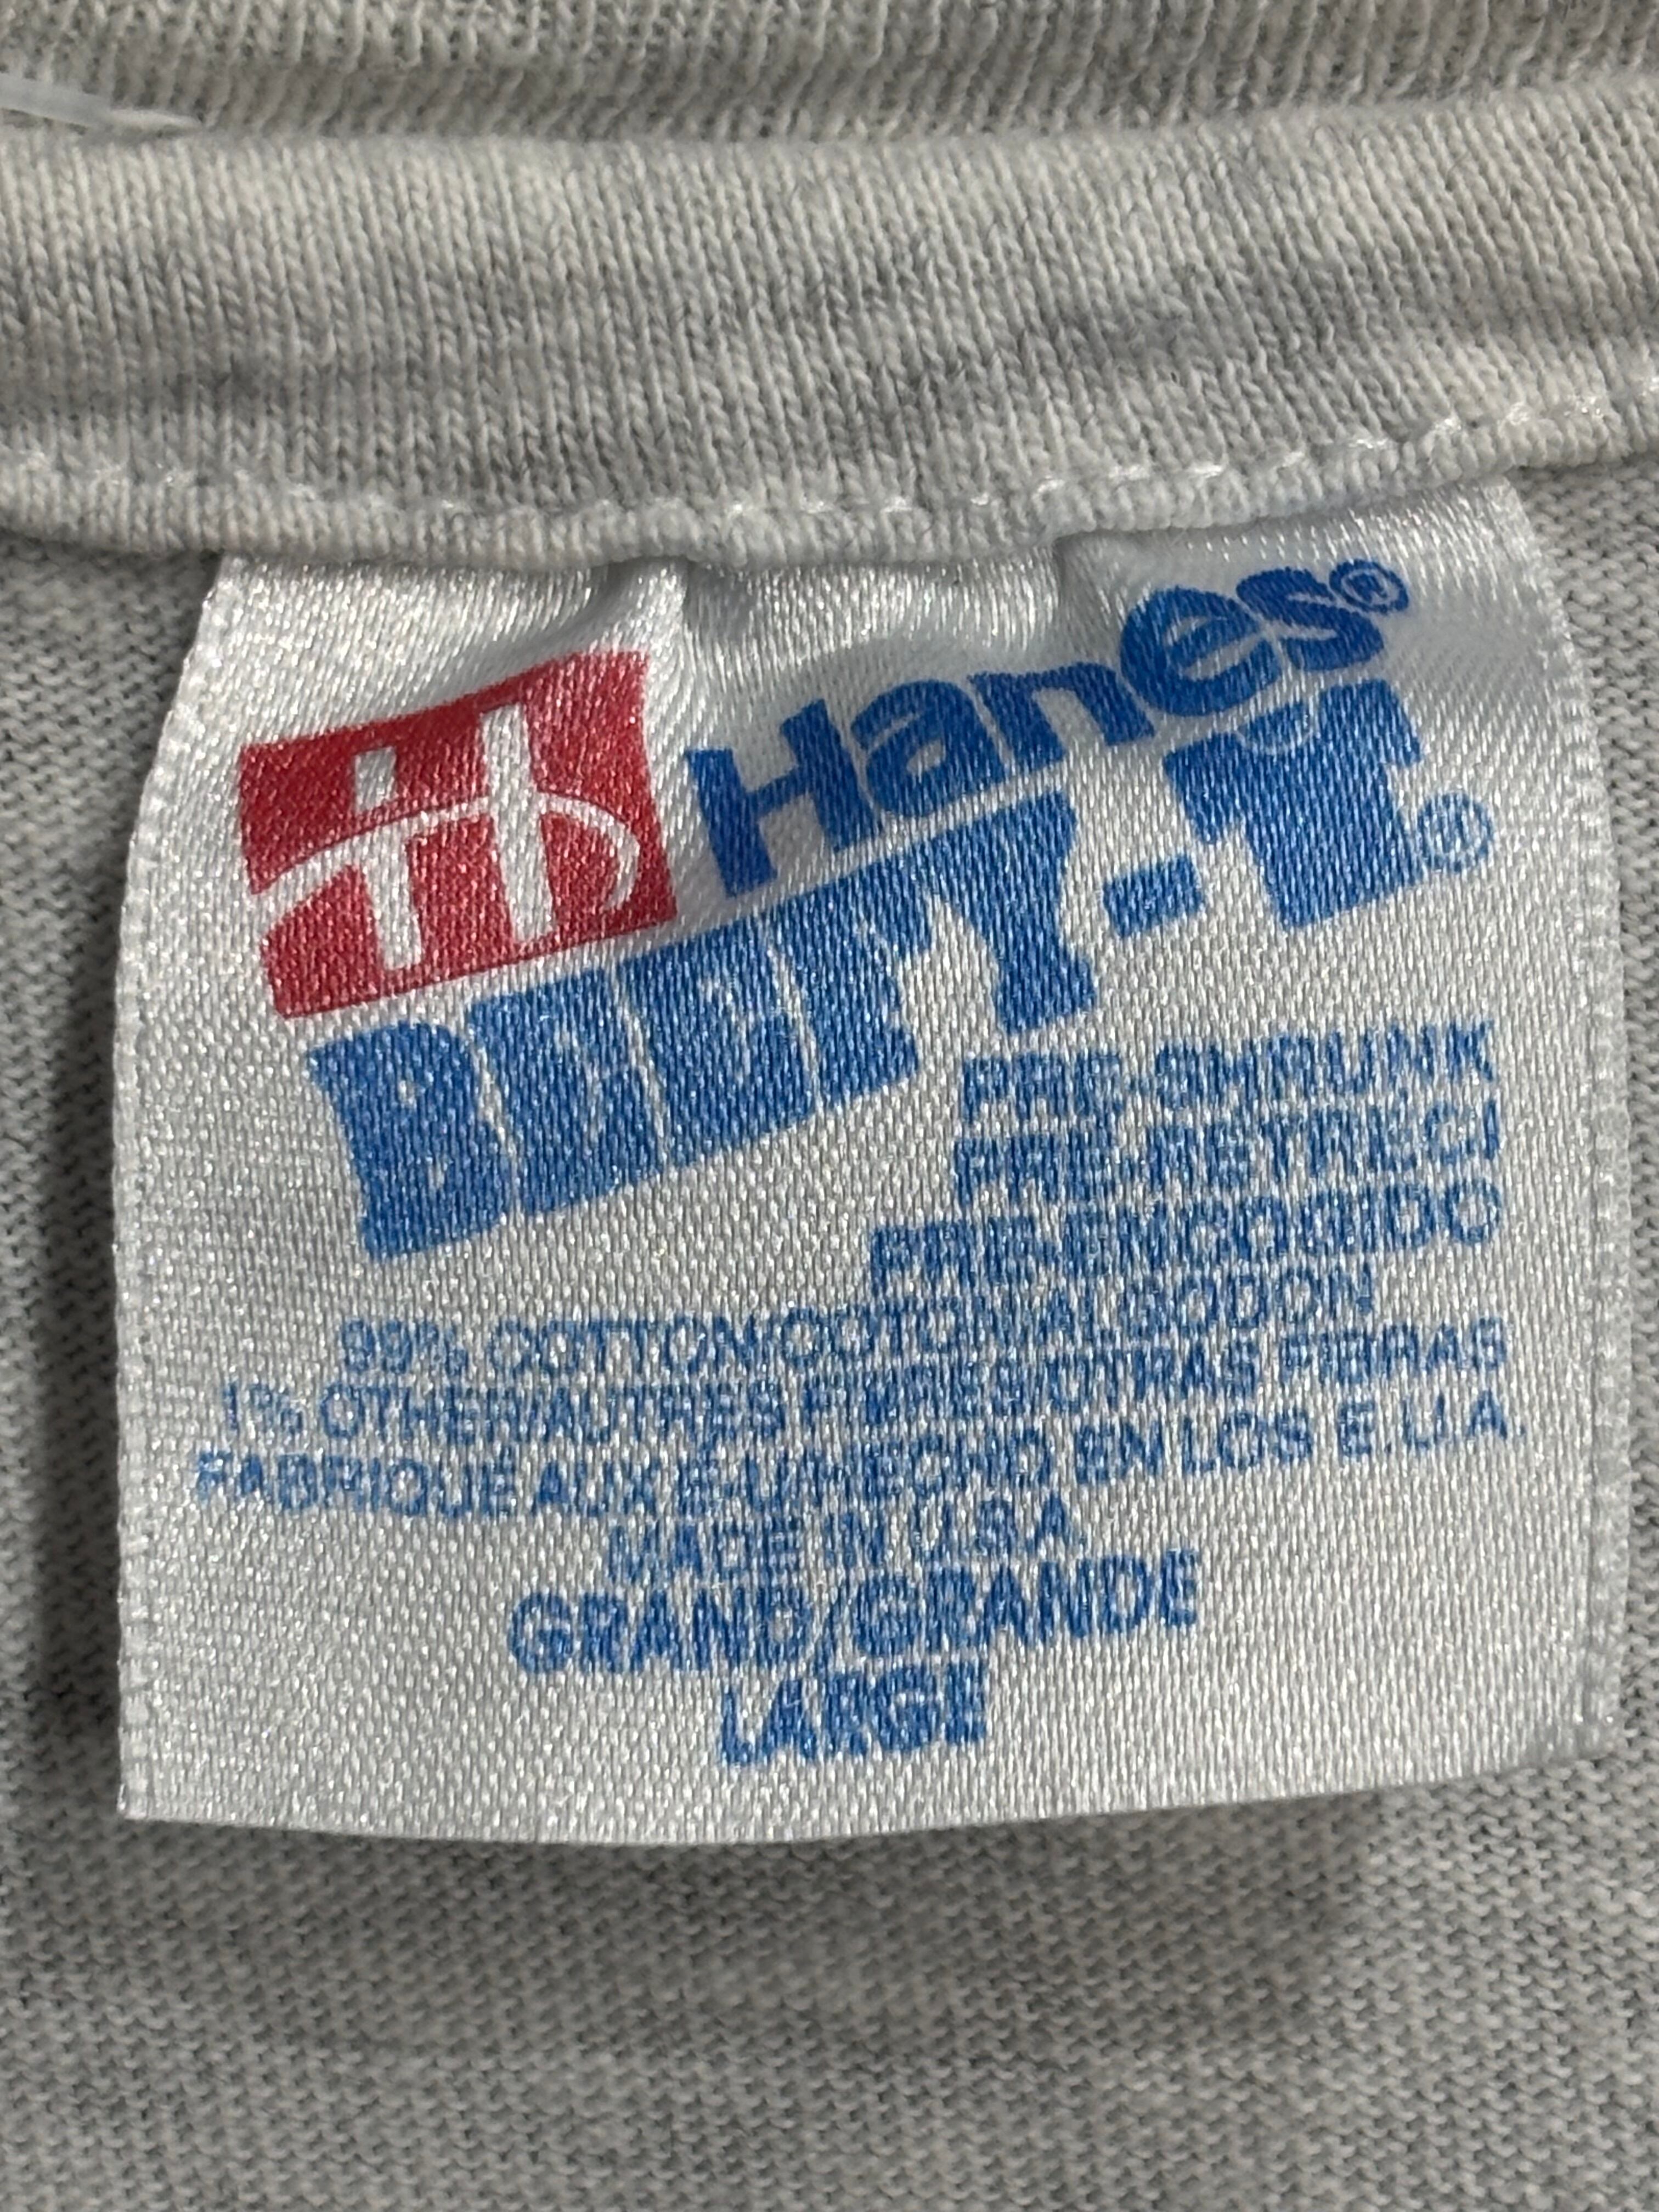 Hanes®
BEEFY-T®
PRE-SHRUNK
PRE-RETRECI
PRE-ENCOGIDO
99% COTTON/COTON/ALGODON
1% OTHER/AUTRES FIBRES/OTRAS FIBRAS
FABRIQUE AUX E-U/HECHO EN LOS E.U.A.
MADE IN U.S.A.
GRAND/GRANDE
LARGE